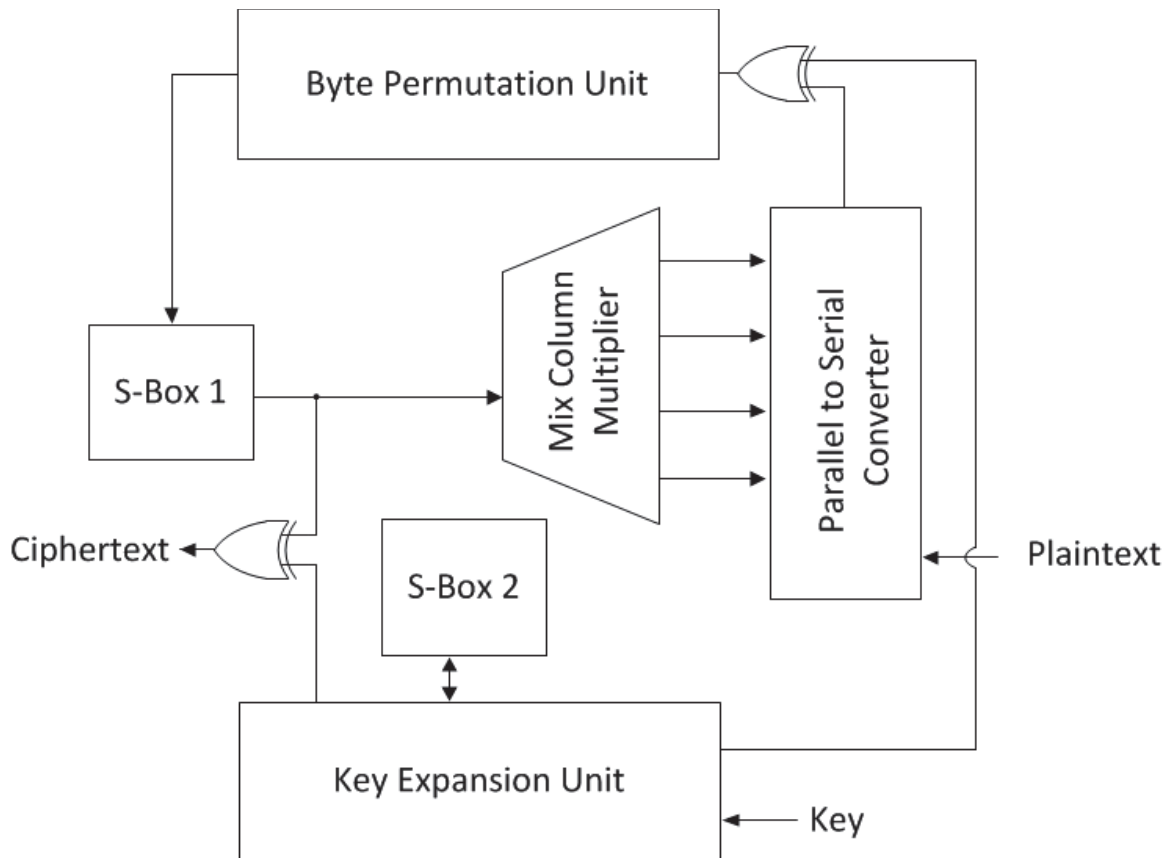 Byte Permutation Unit
S-Box 1
Mix Column
Multiplier
Parallel to Serial
Converter
Ciphertext
S-Box 2
Plaintext
Key Expansion Unit
Key